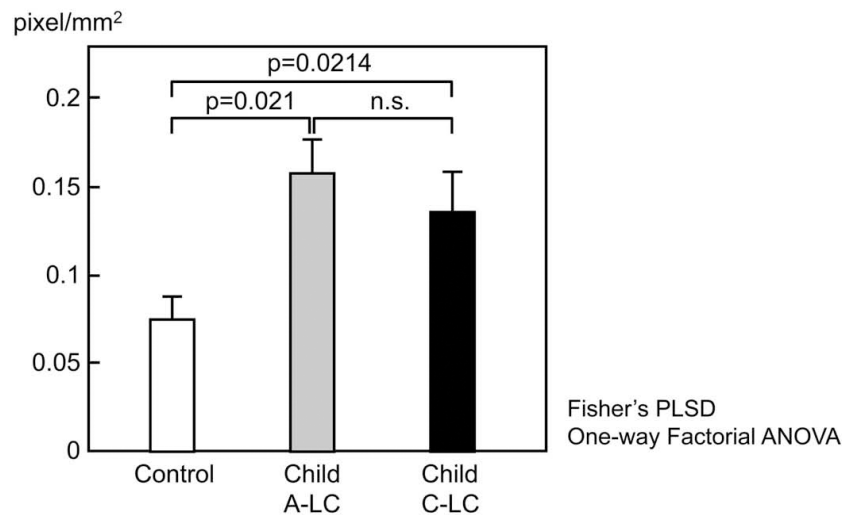 pixel/mm²
p=0.0214
p=0.021 n.s.
0.2
0.15
0.1
0.05
0
Control Child Child
A-LC C-LC
Fisher’s PLSD
One-way Factorial ANOVA